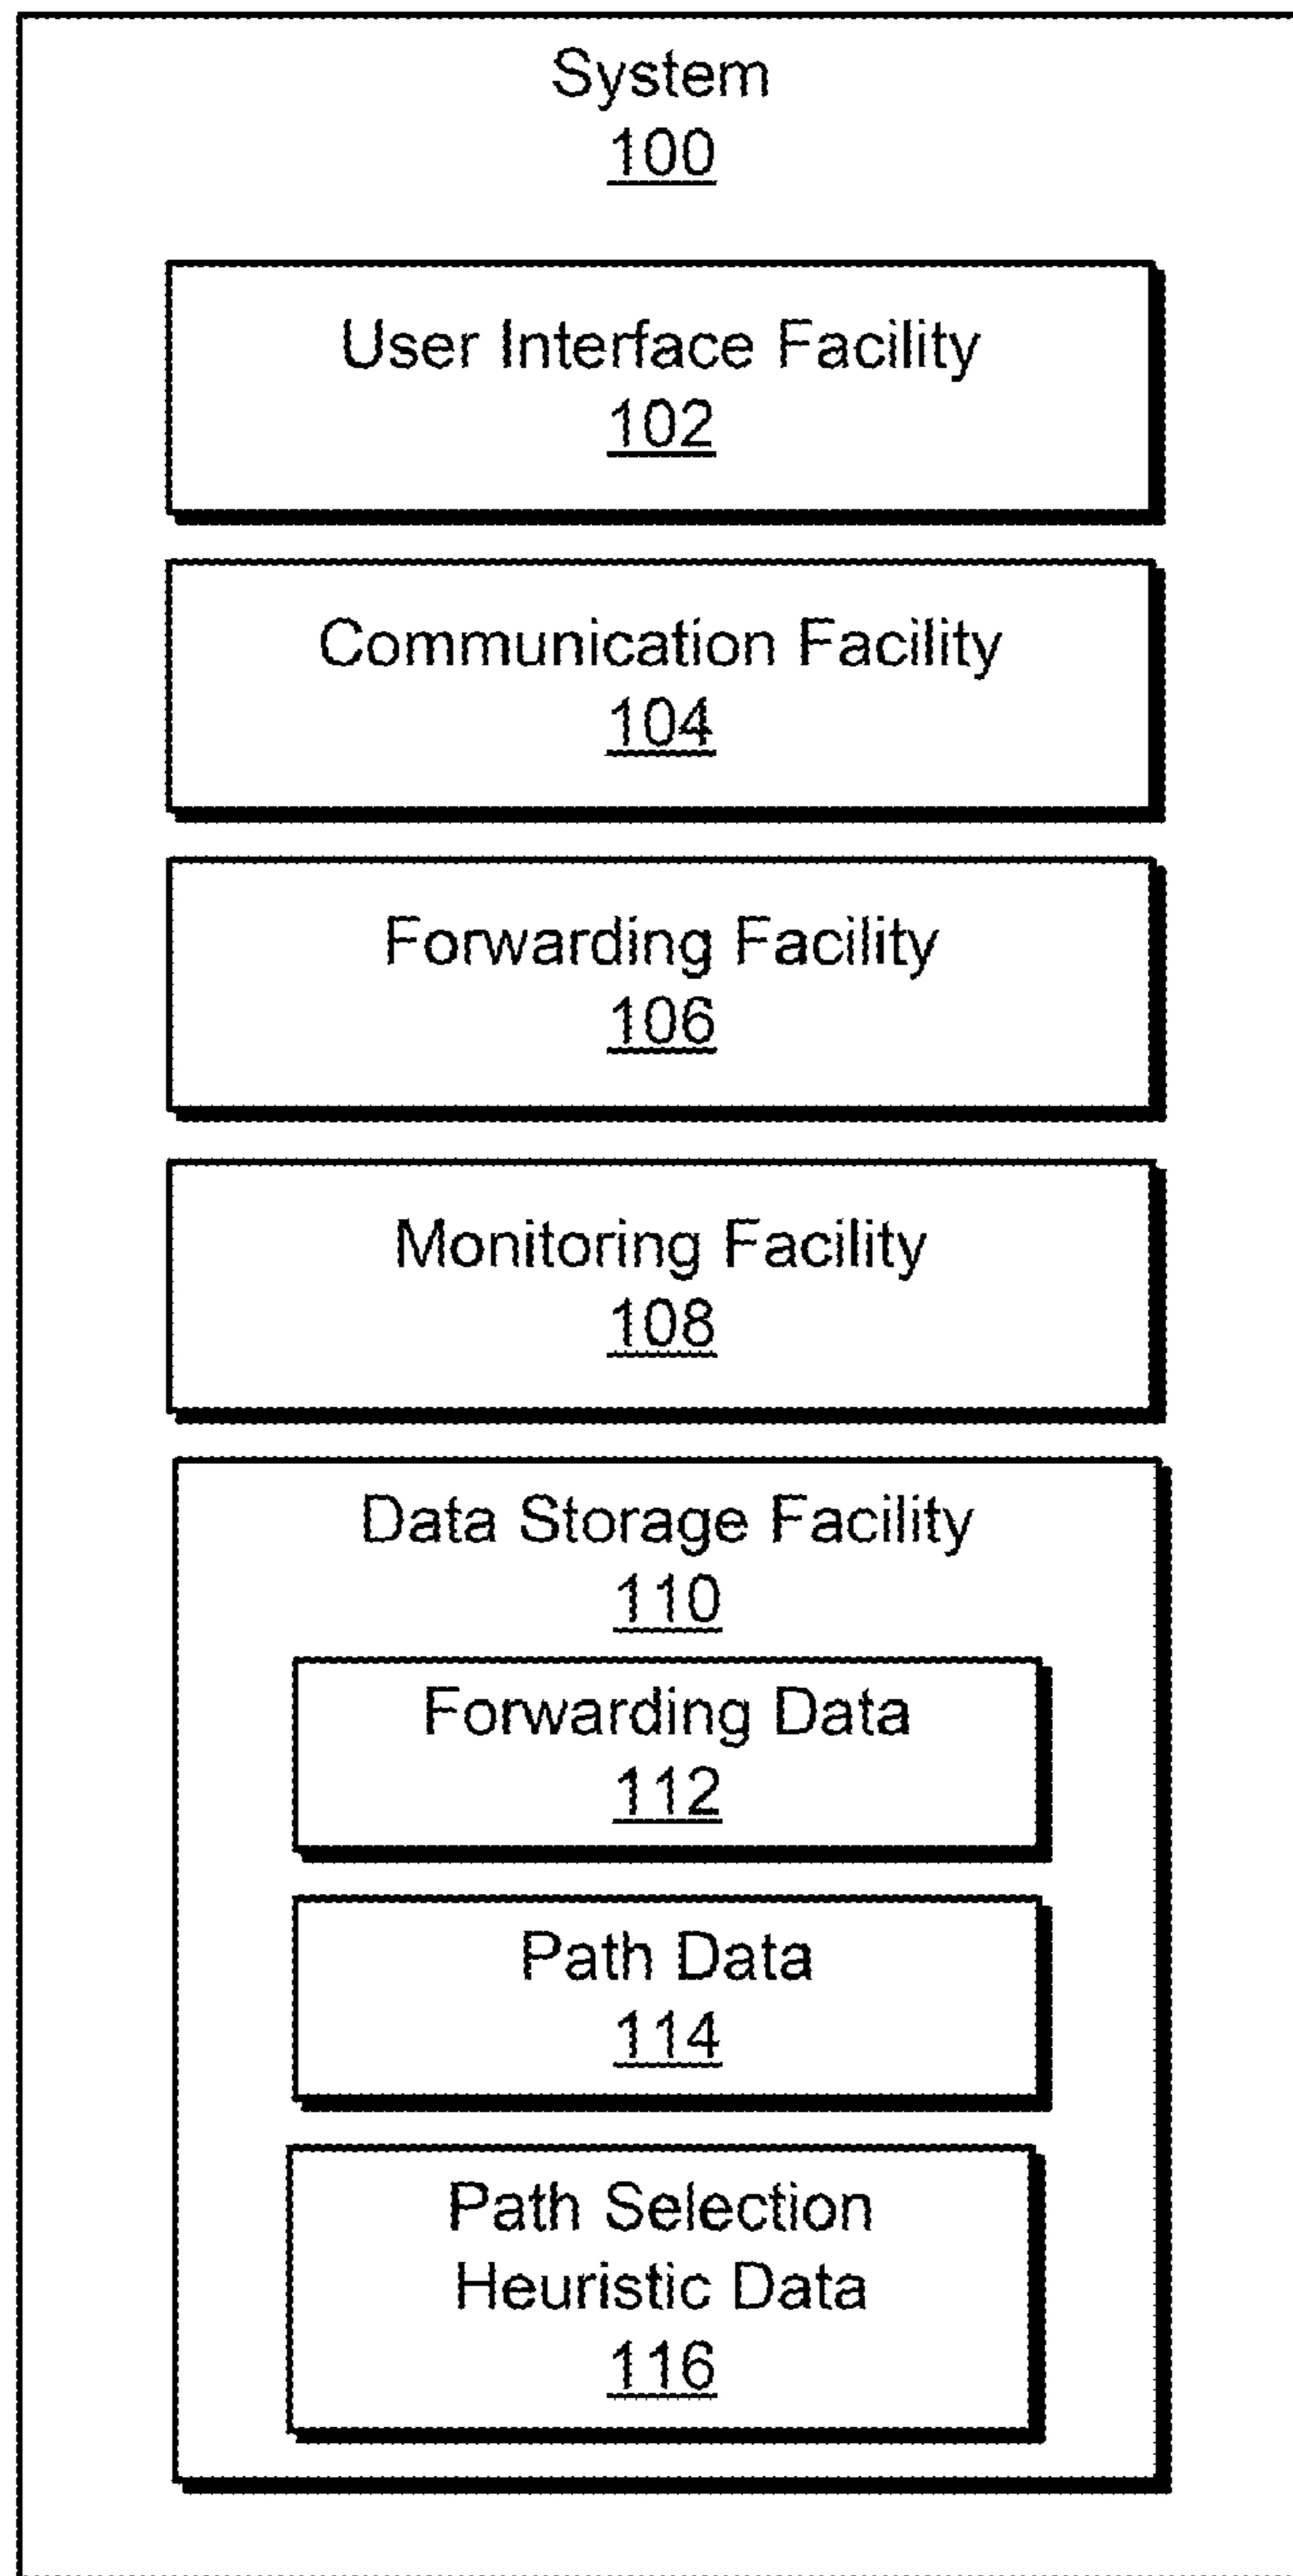 System
100
User Interface Facility
102
Communication Facility
104
Forwarding Facility
106
Monitoring Facility
108
Data Storage Facility
110
Forwarding Data
112
Path Data
114
Path Selection
Heuristic Data
116